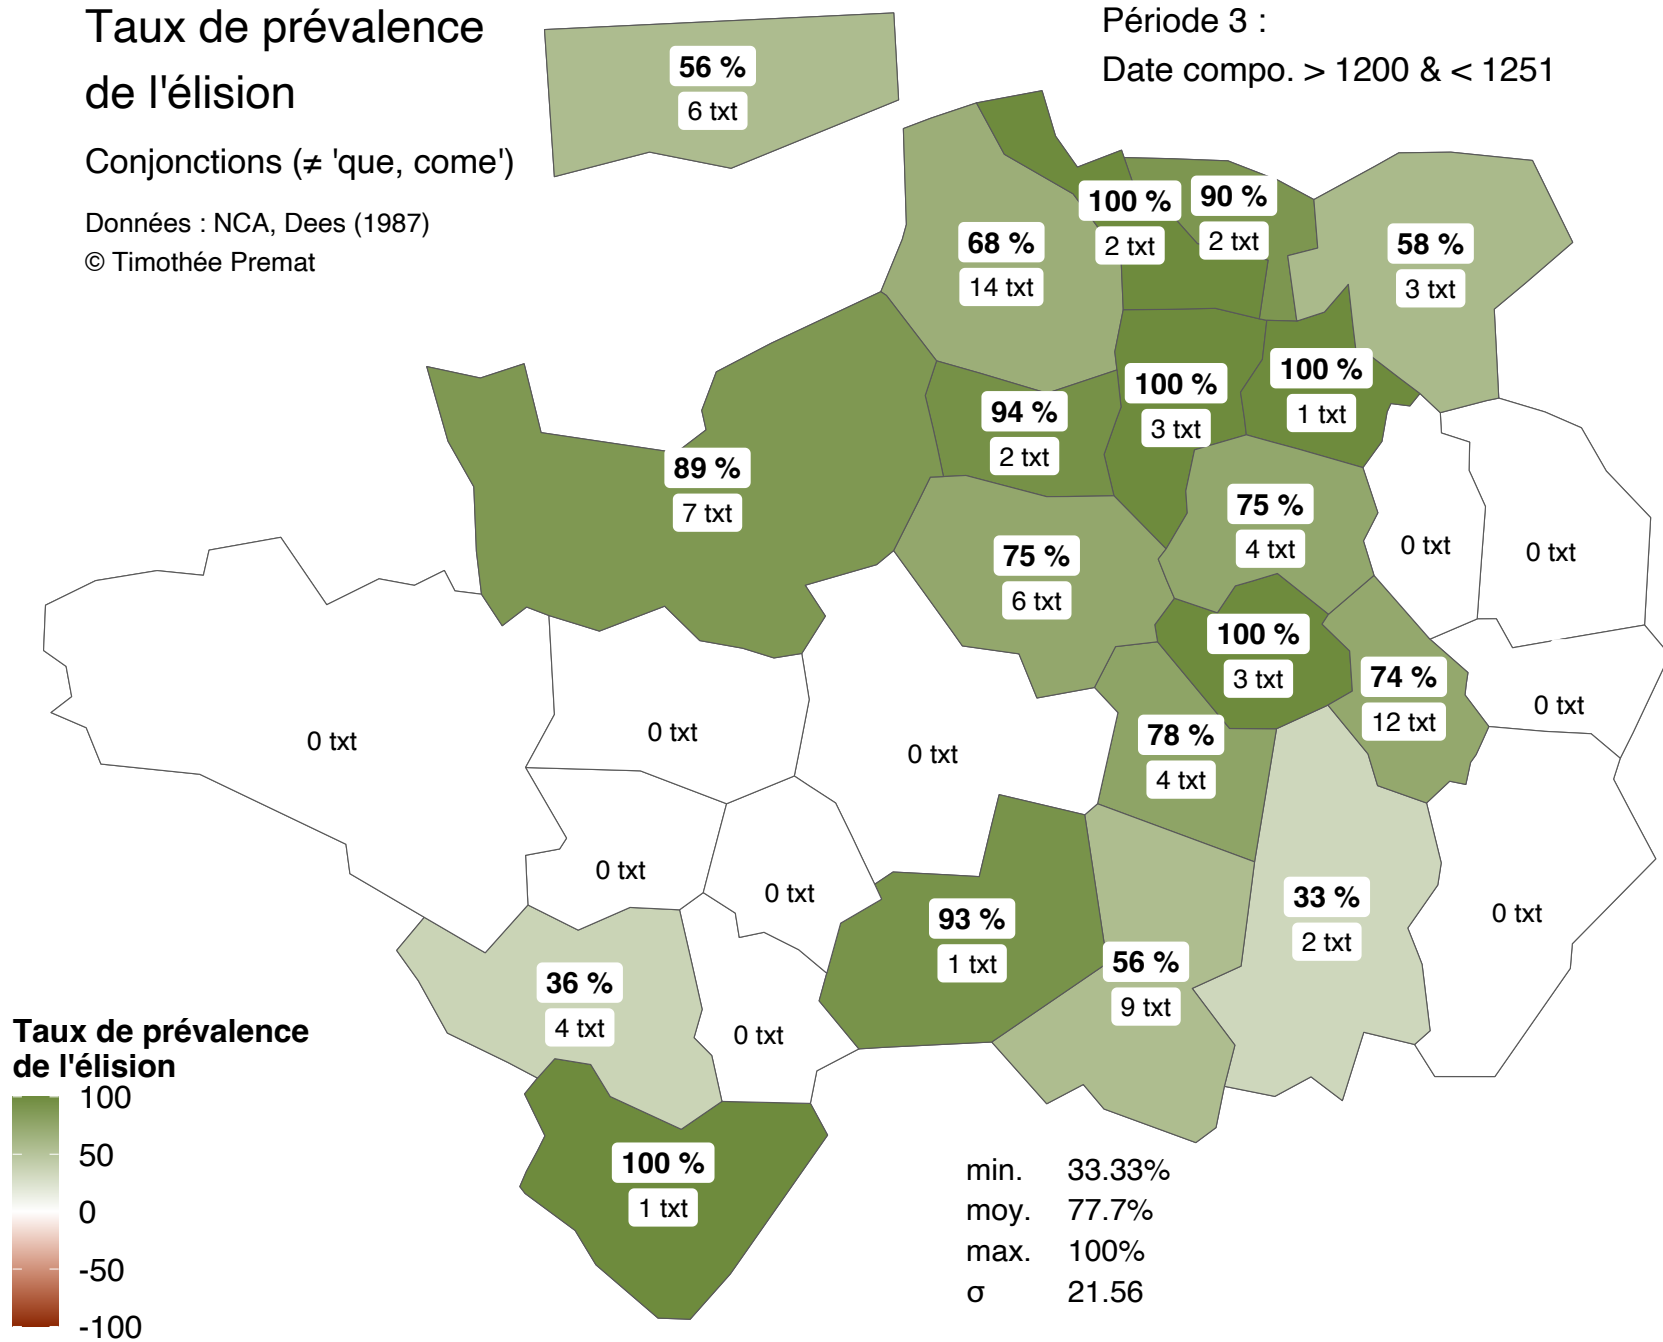 Taux de prévalence
de l'élision
Conjonctions (≠ 'que, come')
Données : NCA, Dees (1987)
© Timothée Premat
Période 3 :
Date compo. > 1200 & < 1251
56 %
6 txt
100 %
2 txt
90 %
2 txt
68 %
14 txt
58 %
3 txt
94 %
2 txt
100 %
3 txt
100 %
1 txt
89 %
7 txt
75 %
6 txt
75 %
4 txt
0 txt
0 txt
100 %
3 txt
74 %
12 txt
0 txt
0 txt
0 txt
0 txt
78 %
4 txt
0 txt
0 txt
93 %
1 txt
33 %
2 txt
0 txt
56 %
9 txt
36 %
4 txt
0 txt
100 %
1 txt
Taux de prévalence
de l'élision
100
50
0
-50
-100
min. 33.33%
moy. 77.7%
max. 100%
σ 21.56